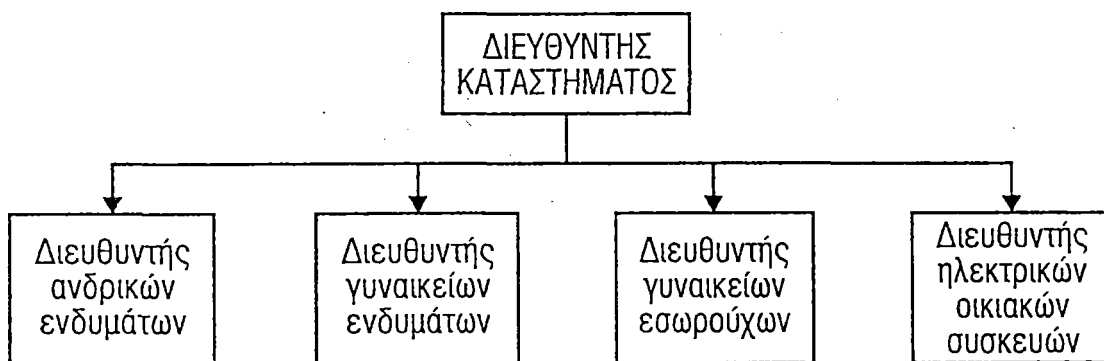 ΔΙΕΥΘΥΝΤΗΣ
ΚΑΤΑΣΤΗΜΑΤΟΣ
Διευθυντής
ανδρικών
ενδυμάτων
Διευθυντής
γυναικείων
ενδυμάτων
Διευθυντής
γυναικείων
εσωρούχων
Διευθυντής
ηλεκτρικών
οικιακών
συσκευών